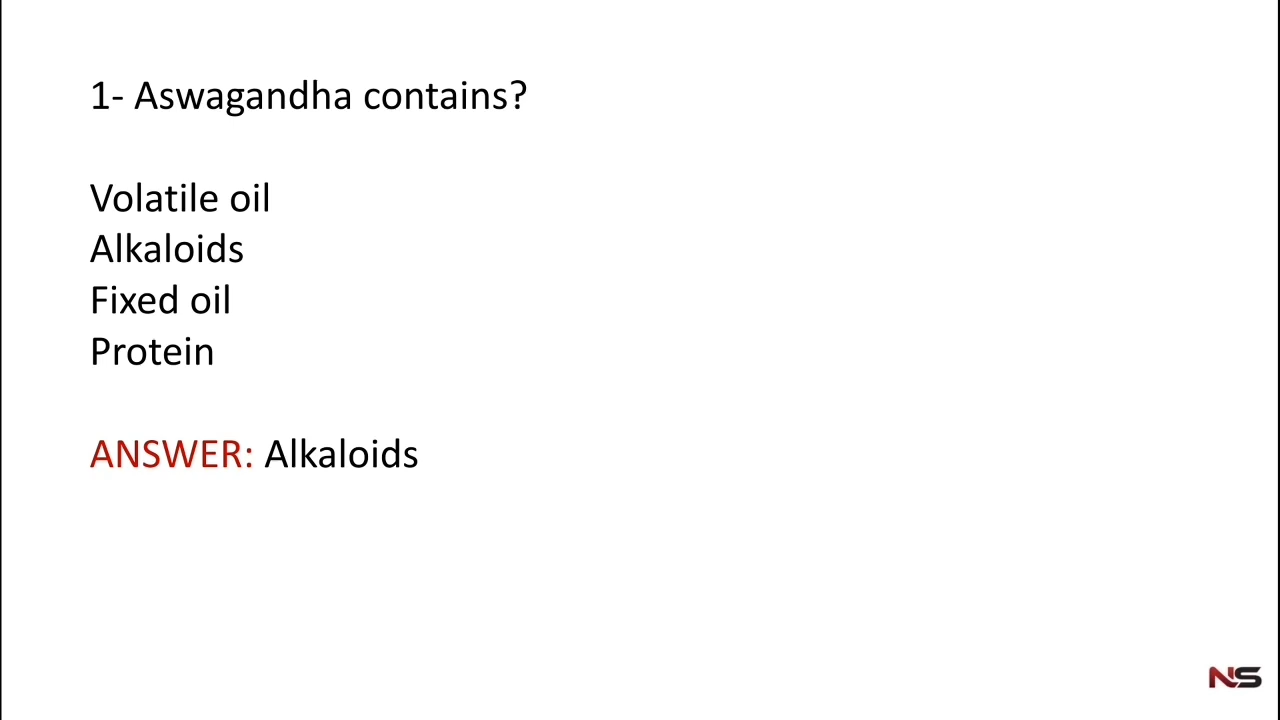 1- Aswagandha contains?
Volatile oil
Alkaloids
Fixed oil
Protein
ANSWER: Alkaloids
NS